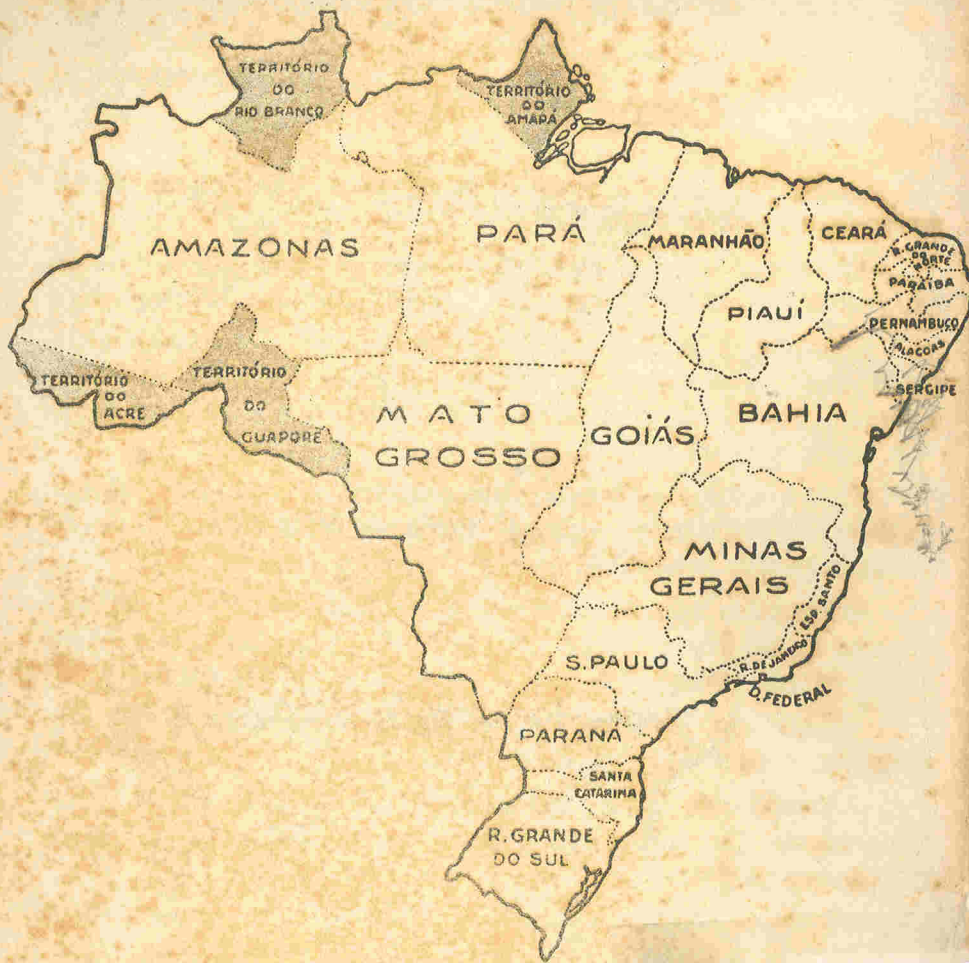 TERRITÓRIO
DO
RIO BRANCO
TERRITÓRIO
DO
AMAPÁ
AMAZONAS
PARÁ
MARANHÃO
CEARÁ
R. GRANDE
DO
NORTE
PARAÍBA
PIAUÍ
PERNAMBUCO
ALAGOAS
SERGIPE
TERRITÓRIO
DO
ACRE
TERRITÓRIO
DO
GUAPORÉ
MATO
GROSSO
GOIÁS
BAHIA
MINAS
GERAIS
ESP. SANTO
R. DE JANEIRO
D. FEDERAL
S. PAULO
PARANÁ
SANTA
CATARINA
R. GRANDE
DO SUL